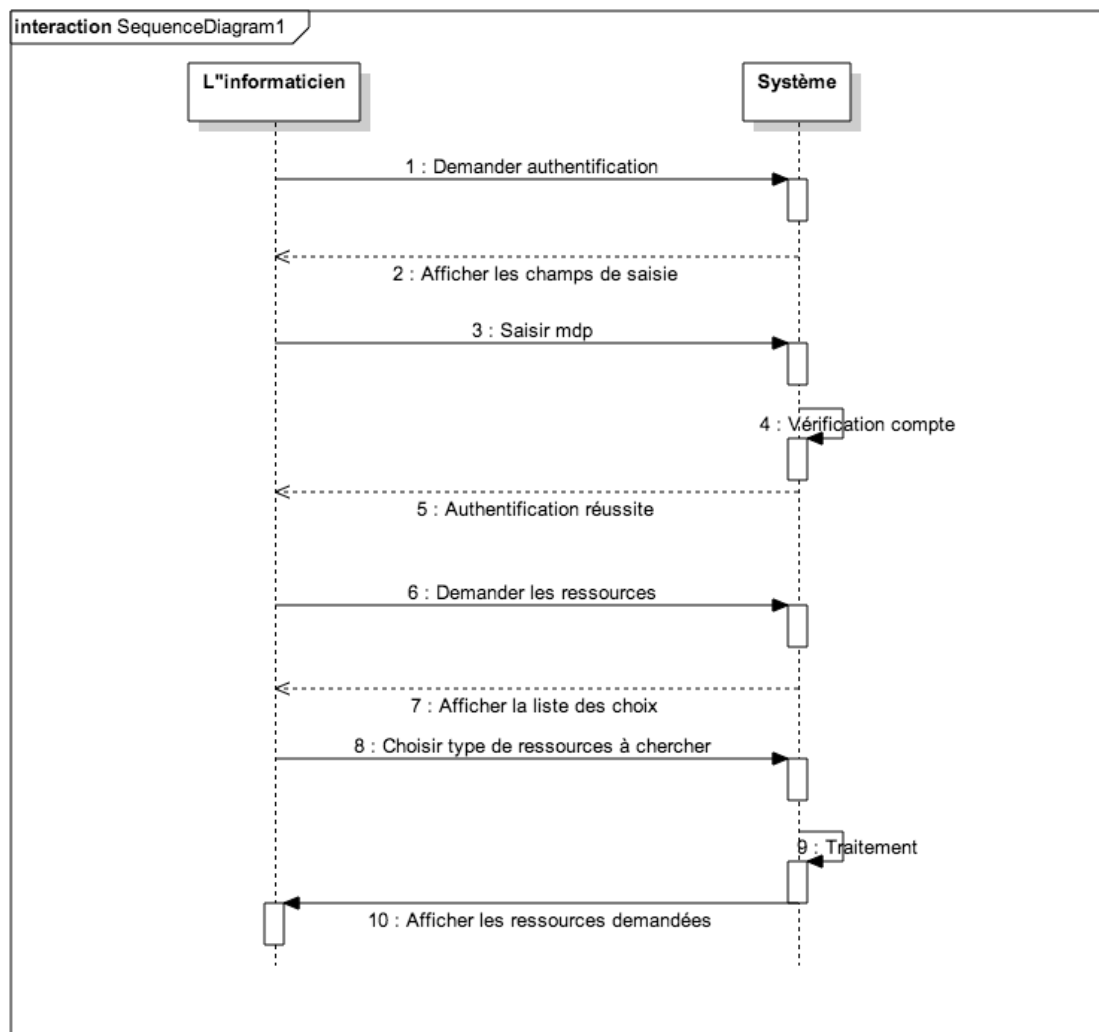 interaction SequenceDiagram1
L"informaticien
Système
1 : Demander authentification
2 : Afficher les champs de saisie
3 : Saisir mdp
4 : Vérification compte
5 : Authentification réussite
6 : Demander les ressources
7 : Afficher la liste des choix
8 : Choisir type de ressources à chercher
9 : Traitement
10 : Afficher les ressources demandées